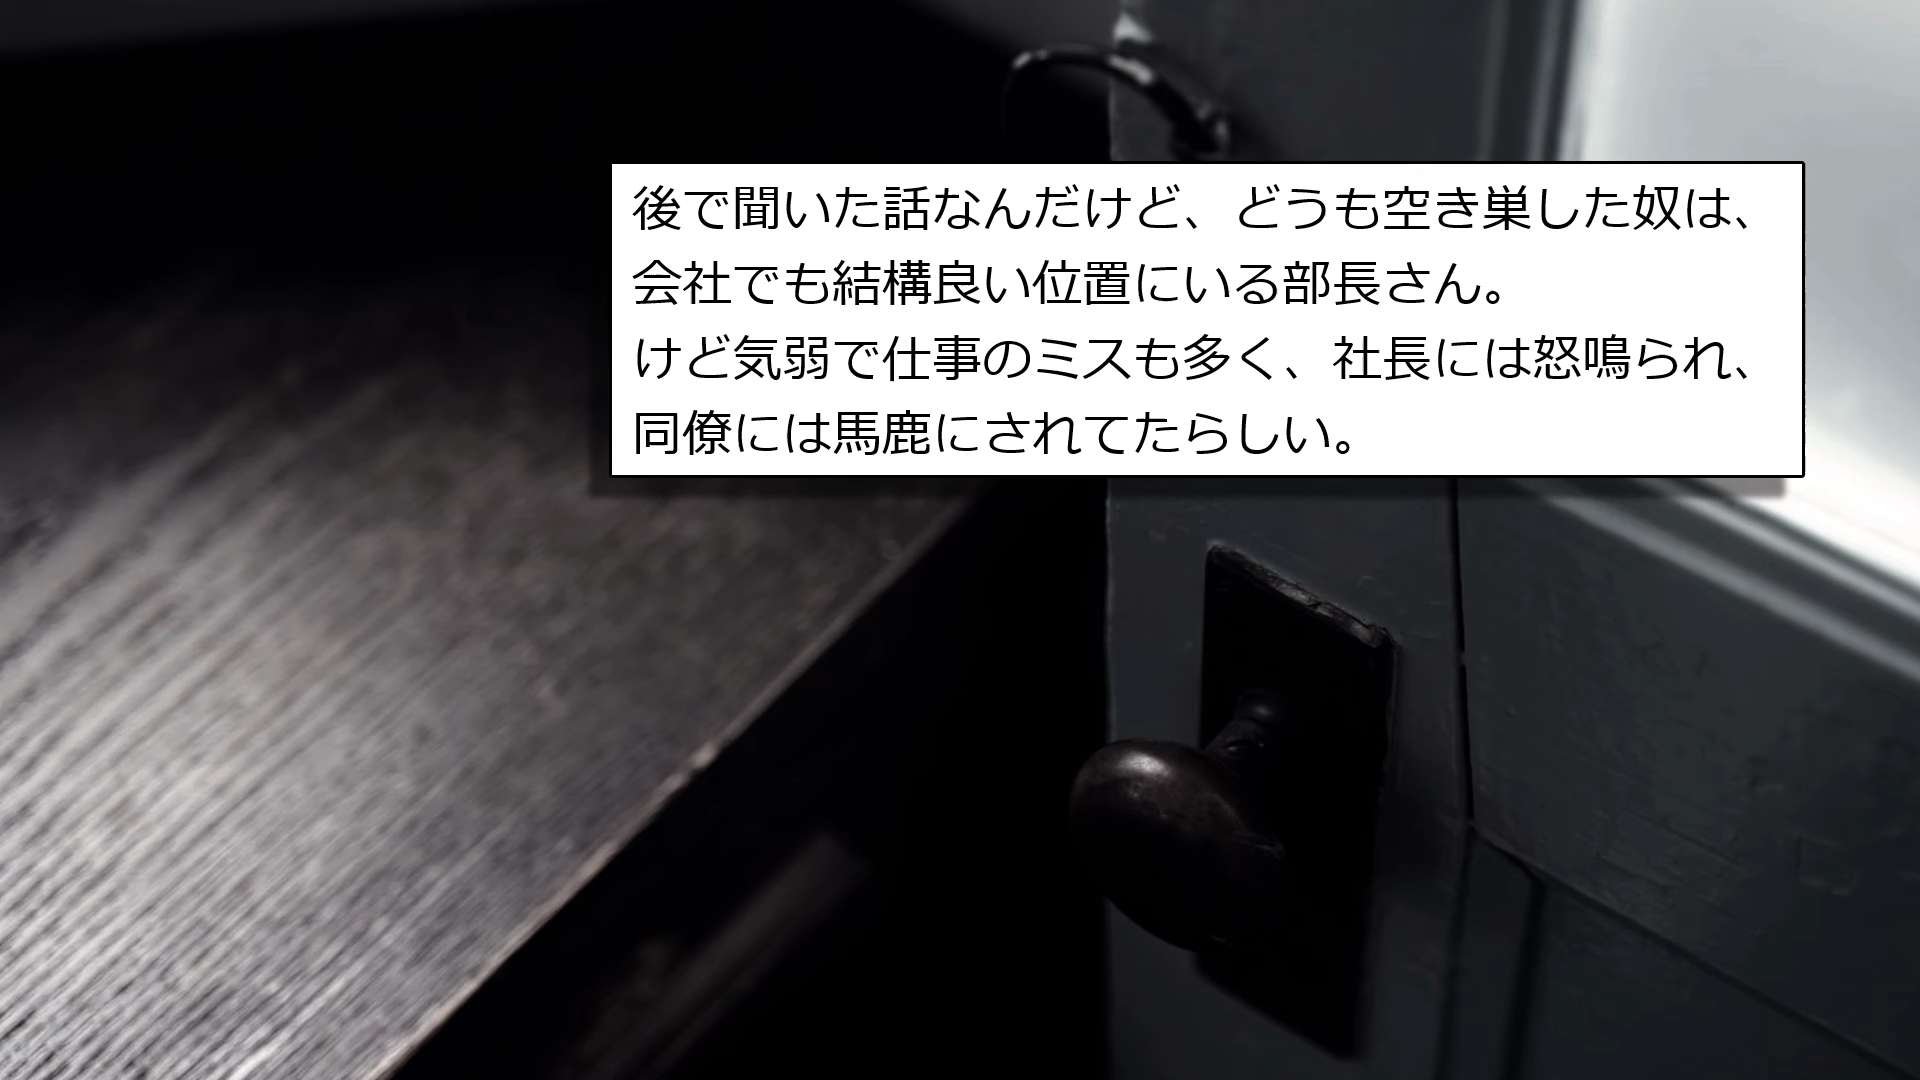 後で聞いた話なんだけど、どうも空き巣した奴は、
会社でも結構良い位置にいる部長さん。
けど気弱で仕事のミスも多く、社長には怒鳴られ、
同僚には馬鹿にされてたらしい。